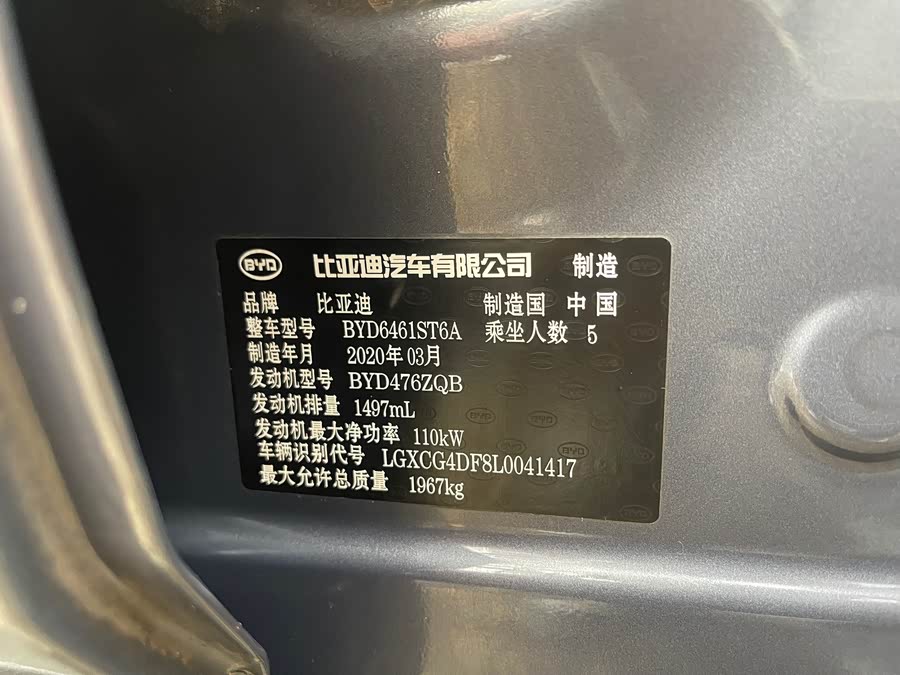 BYD 比亚迪汽车有限公司 制造
品牌 比亚迪 制造国 中国
整车型号 BYD6461ST6A 乘坐人数 5
制造年月 2020年03月
发动机型号 BYD476ZQB
发动机排量 1497mL
发动机最大净功率 110kW
车辆识别代号 LGXCG4DF8L0041417
最大允许总质量 1967kg